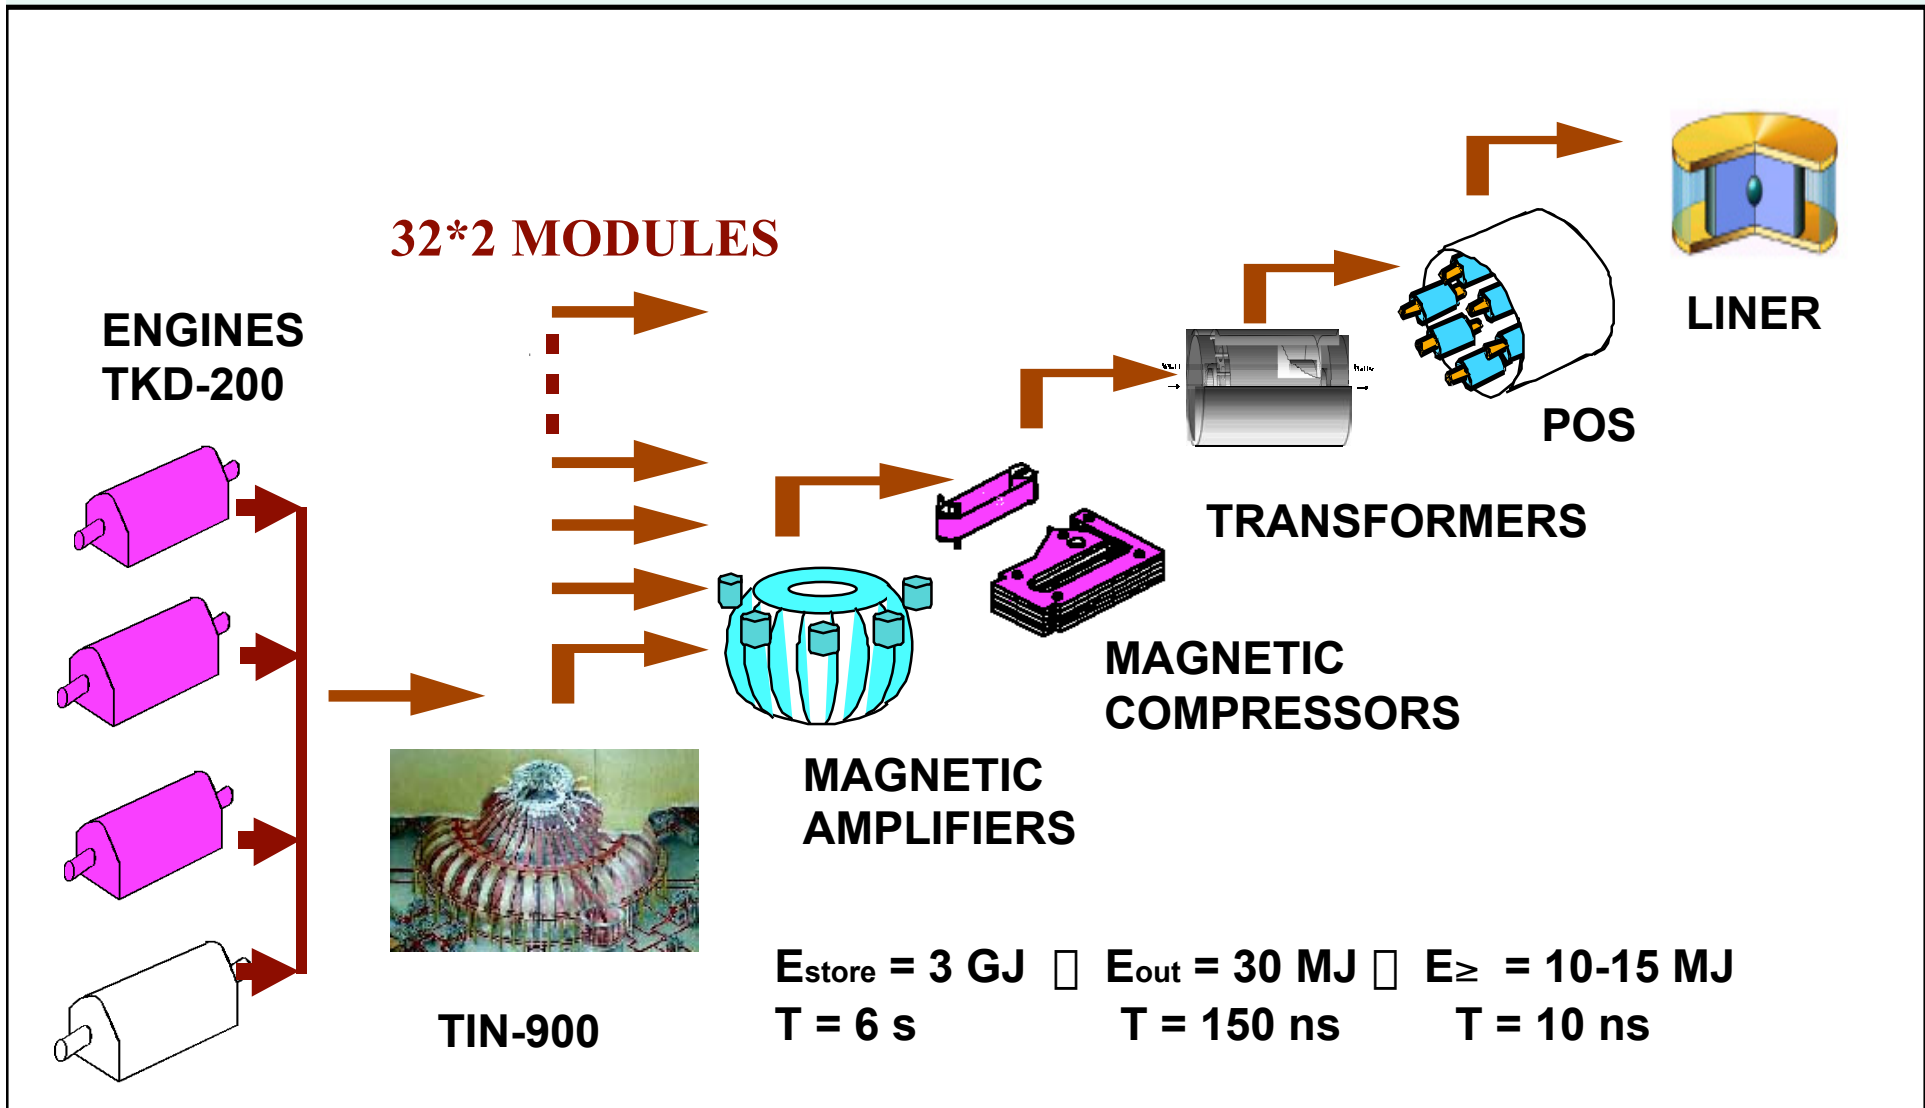 32*2 MODULES
ENGINES
TKD-200
LINER
POS
TRANSFORMERS
MAGNETIC
COMPRESSORS
MAGNETIC
AMPLIFIERS
TIN-900
Estore = 3 GJ  Eout = 30 MJ  E≥ = 10-15 MJ
T = 6 s T = 150 ns T = 10 ns